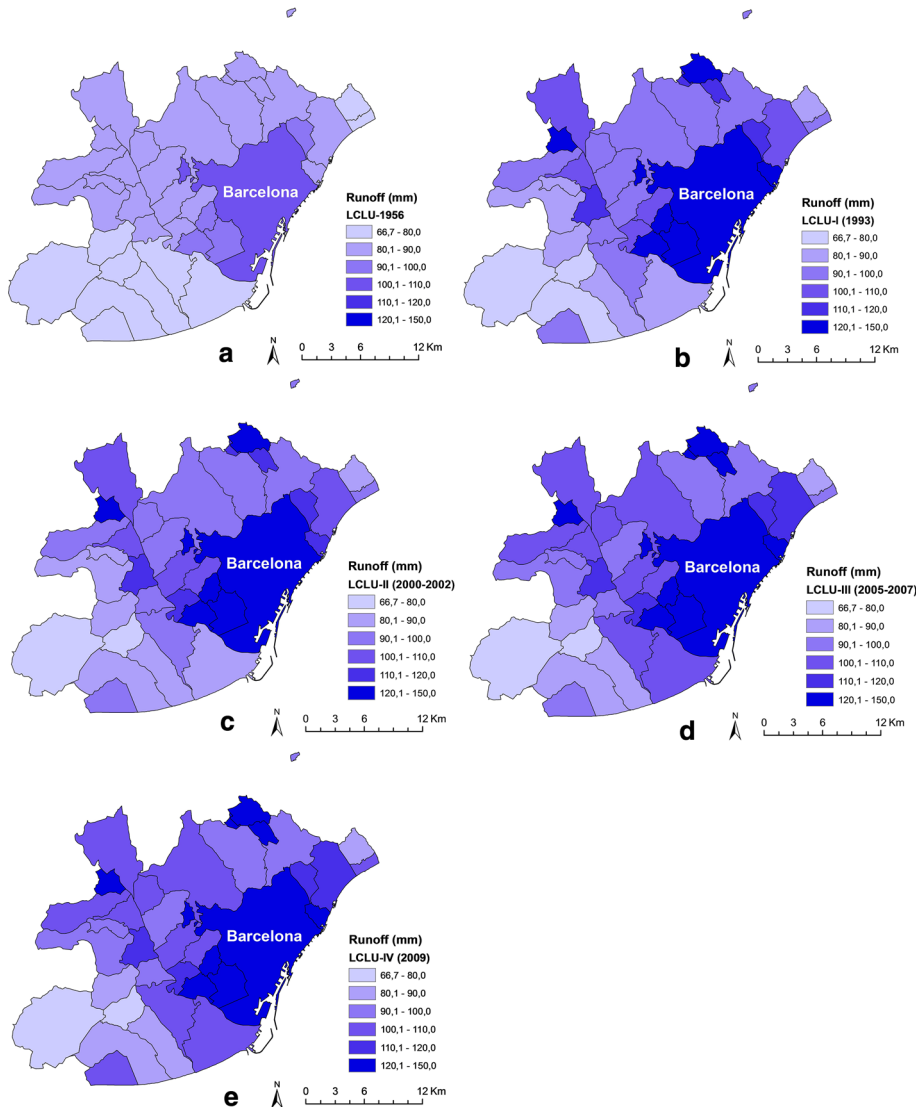 Barcelona
Runoff (mm)
LCLU-1956
66,7 - 80,0
80,1 - 90,0
90,1 - 100,0
100,1 - 110,0
110,1 - 120,0
120,1 - 150,0
a
N
0 3 6 12 Km
Barcelona
Runoff (mm)
LCLU-I (1993)
66,7 - 80,0
80,1 - 90,0
90,1 - 100,0
100,1 - 110,0
110,1 - 120,0
120,1 - 150,0
b
N
0 3 6 12 Km
Barcelona
Runoff (mm)
LCLU-II (2000-2002)
66,7 - 80,0
80,1 - 90,0
90,1 - 100,0
100,1 - 110,0
110,1 - 120,0
120,1 - 150,0
c
N
0 3 6 12 Km
Barcelona
Runoff (mm)
LCLU-III (2005-2007)
66,7 - 80,0
80,1 - 90,0
90,1 - 100,0
100,1 - 110,0
110,1 - 120,0
120,1 - 150,0
d
N
0 3 6 12 Km
Barcelona
Runoff (mm)
LCLU-IV (2009)
66,7 - 80,0
80,1 - 90,0
90,1 - 100,0
100,1 - 110,0
110,1 - 120,0
120,1 - 150,0
e
N
0 3 6 12 Km